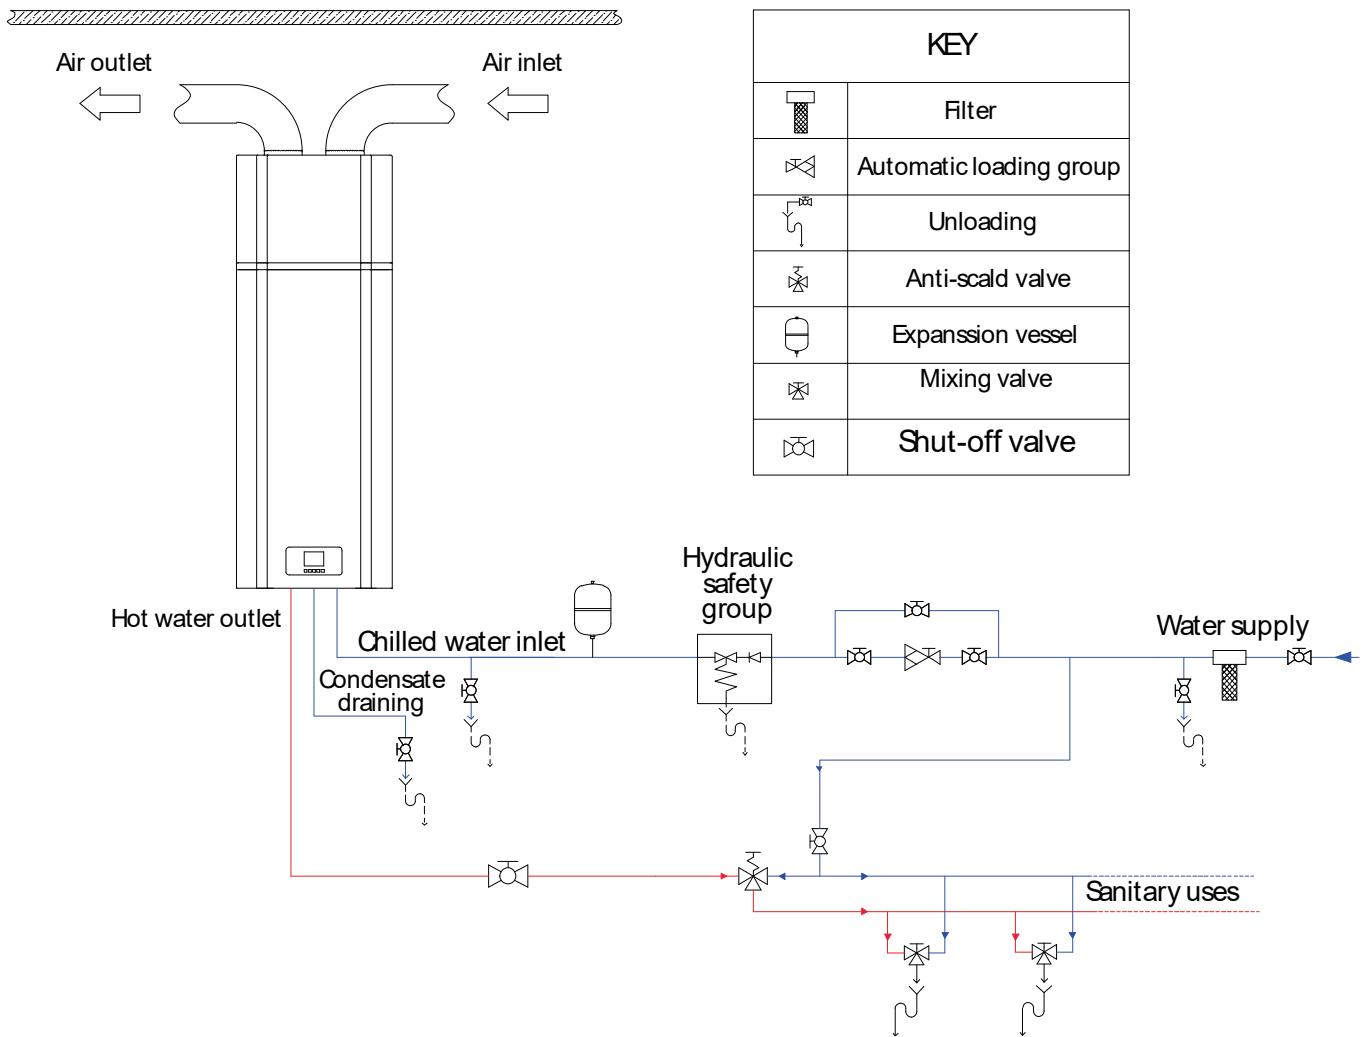 Air outlet
Air inlet
KEY
Filter
Automatic loading group
Unloading
Anti-scald valve
Expanssion vessel
Mixing valve
Shut-off valve
Hot water outlet
Chilled water inlet
Condensate
draining
Hydraulic
safety
group
Water supply
Sanitary uses